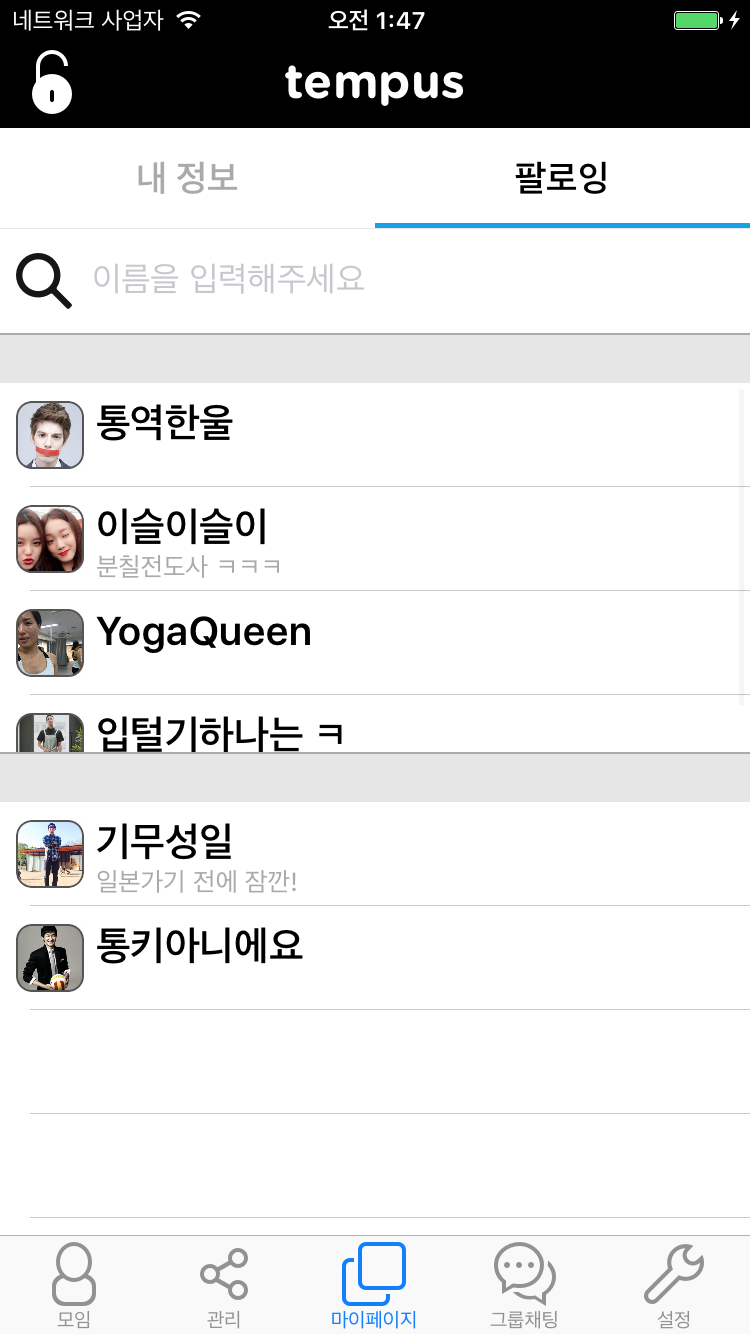 네트워크 사업자 오전 1:47
tempus
내 정보 팔로잉
이름을 입력해주세요
통역한울
이슬이슬이
분칠전도사 ㅋㅋㅋ
YogaQueen
입털기하나는 ㅋ
기무성일
일본가기 전에 잠깐!
통키아니에요
모임 관리 마이페이지 그룹채팅 설정